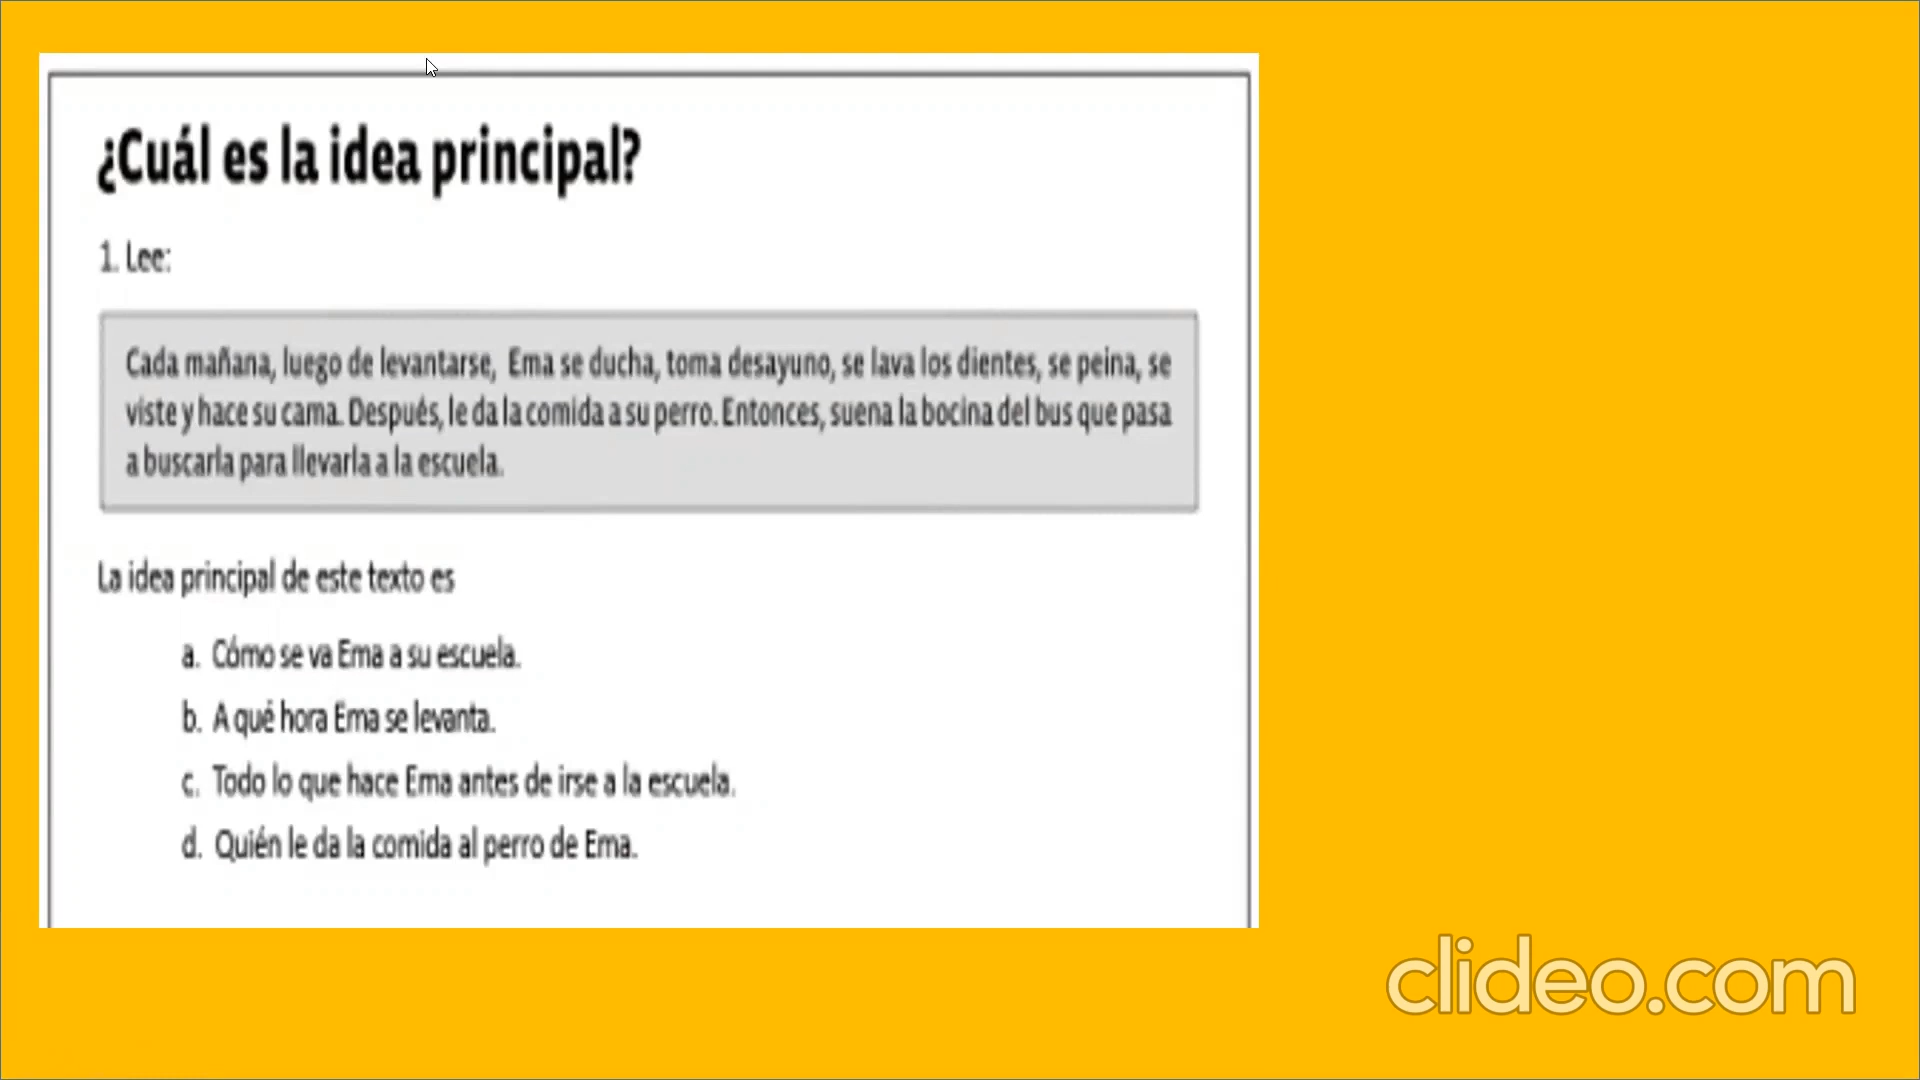 ¿Cuál es la idea principal?
1. Lee:
Cada mañana, luego de levantarse, Ema se ducha, toma desayuno, se lava los dientes, se peina, se
viste y hace su cama. Después, le da la comida a su perro. Entonces, suena la bocina del bus que pasa
a buscarla para llevarla a la escuela.
La idea principal de este texto es
a. Cómo se va Ema a su escuela.
b. A qué hora Ema se levanta.
c. Todo lo que hace Ema antes de irse a la escuela.
d. Quién le da la comida al perro de Ema.
clideo.com